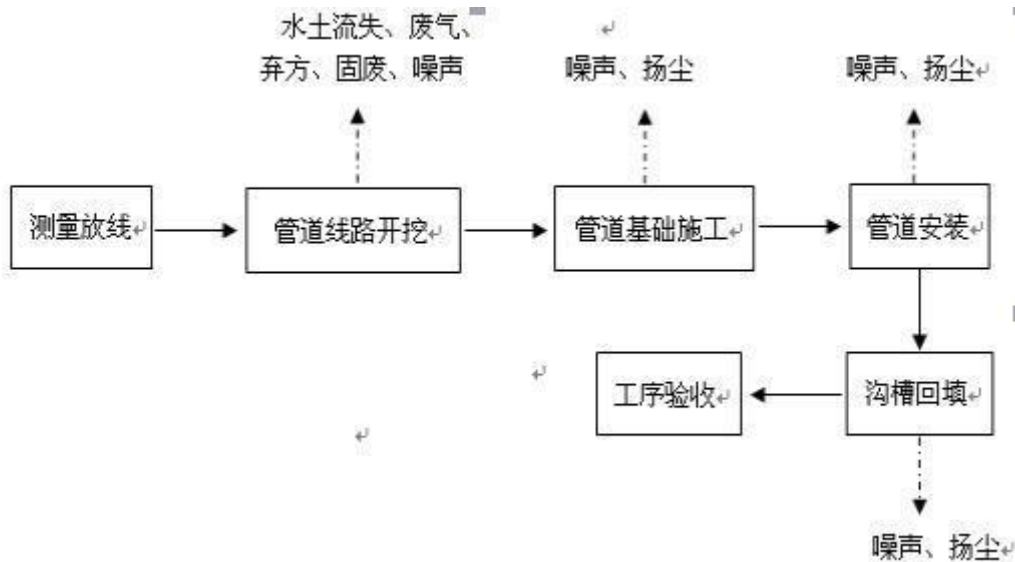 水土流失、废气、
弃方、固废、噪声
噪声、扬尘
噪声、扬尘
测量放线
管道线路开挖
管道基础施工
管道安装
工序验收
沟槽回填
噪声、扬尘